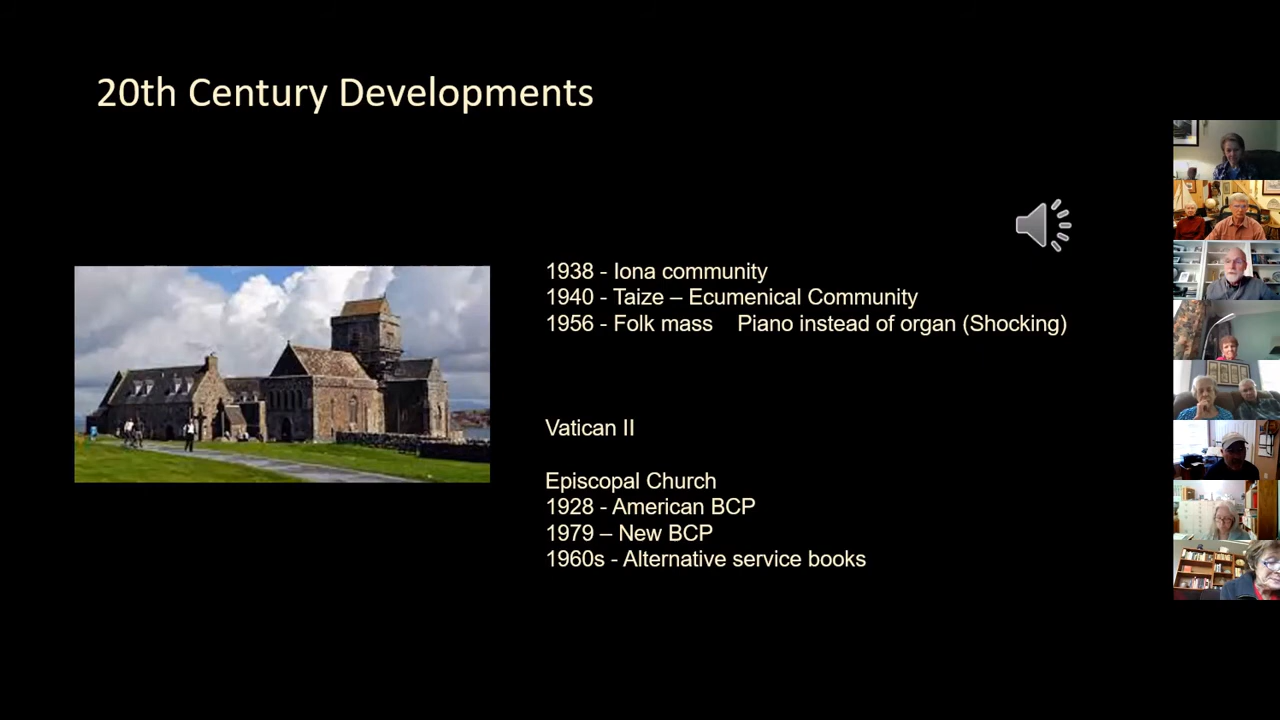 20th Century Developments
1938 - Iona community
1940 - Taize – Ecumenical Community
1956 - Folk mass    Piano instead of organ (Shocking)
Vatican II
Episcopal Church
1928 - American BCP
1979 – New BCP
1960s - Alternative service books